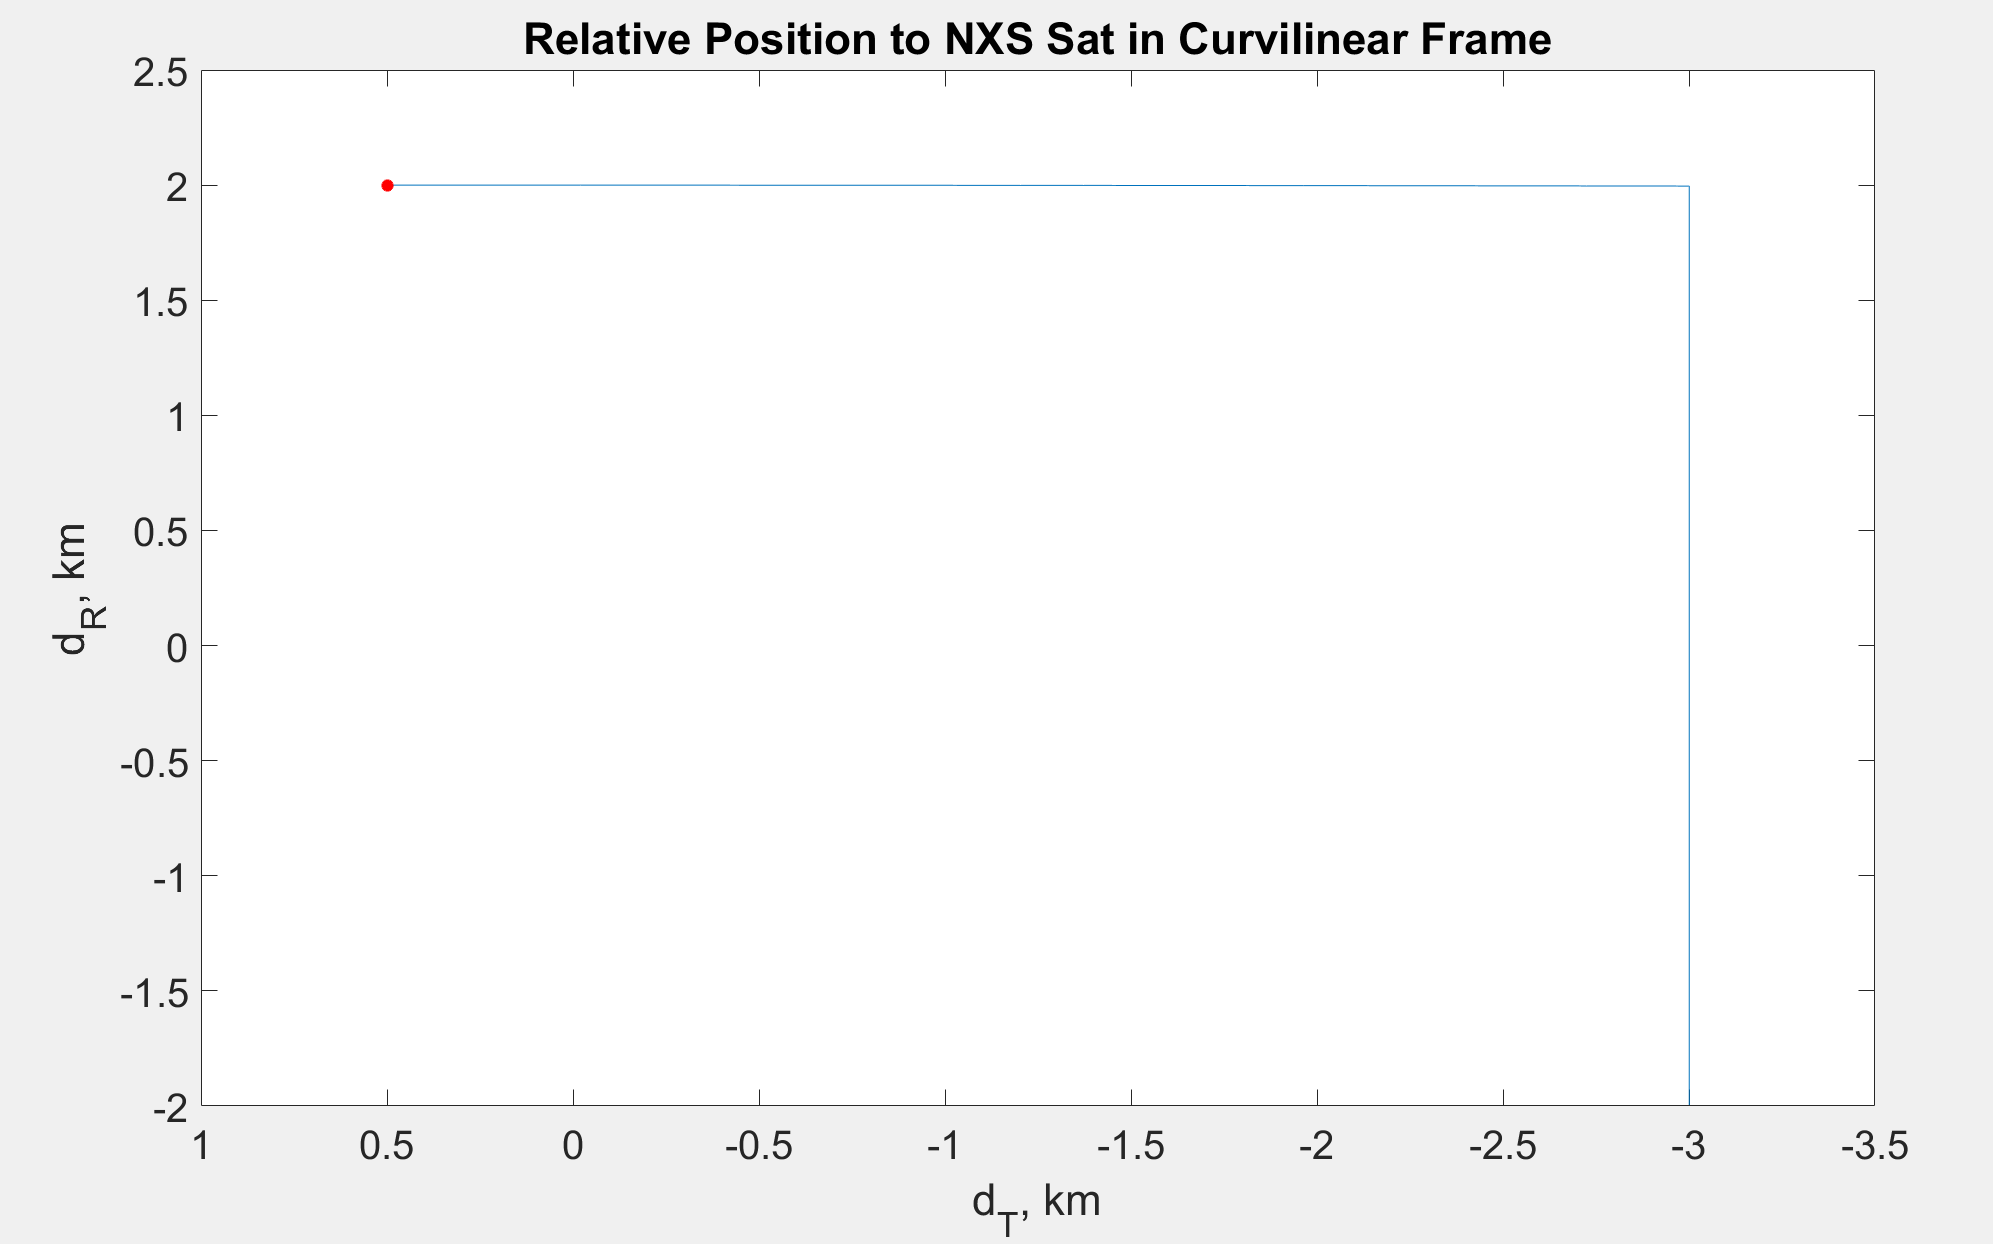 Relative Position to NXS Sat in Curvilinear Frame
2.5
2
1.5
1
0.5
0
-0.5
-1
-1.5
-2
d_R, km
1 0.5 0 -0.5 -1 -1.5 -2 -2.5 -3 -3.5
d_T, km